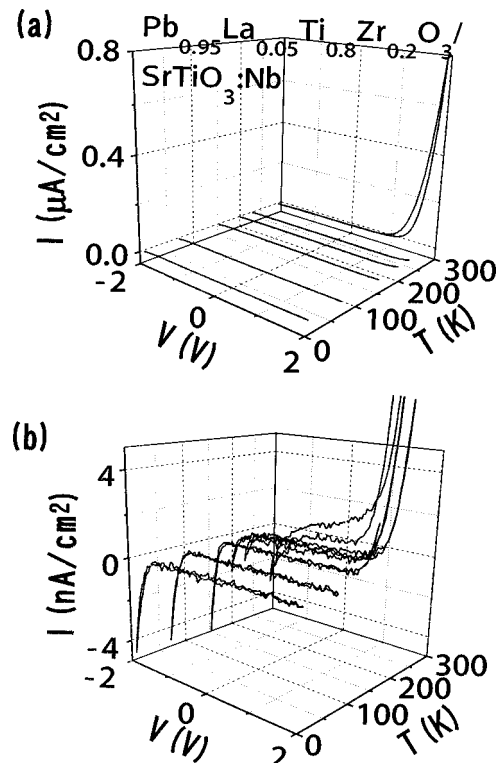 (a)
Pb0.95La0.05Ti0.8Zr0.2O3/
SrTiO3:Nb
0.8
0.4
0.0
I (μA/cm2)
-2
0
2
V (V)
0
100
200
300
T (K)
(b)
4
0
-4
I (nA/cm2)
-2
0
2
V (V)
0
100
200
300
T (K)